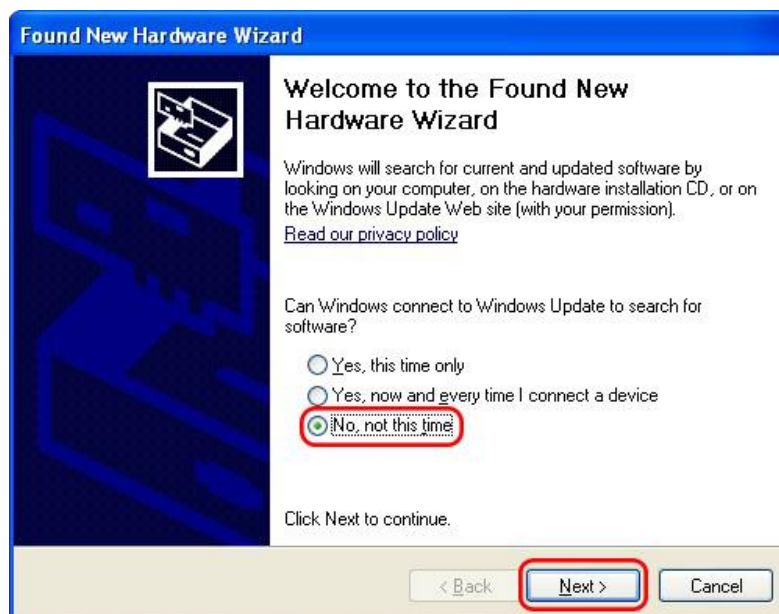 Found New Hardware Wizard
Welcome to the Found New
Hardware Wizard
Windows will search for current and updated software by
looking on your computer, on the hardware installation CD, or on
the Windows Update Web site (with your permission).
Read our privacy policy
Can Windows connect to Windows Update to search for
software?
Yes, this time only
Yes, now and every time I connect a device
No, not this time
Click Next to continue.
< Back Next > Cancel